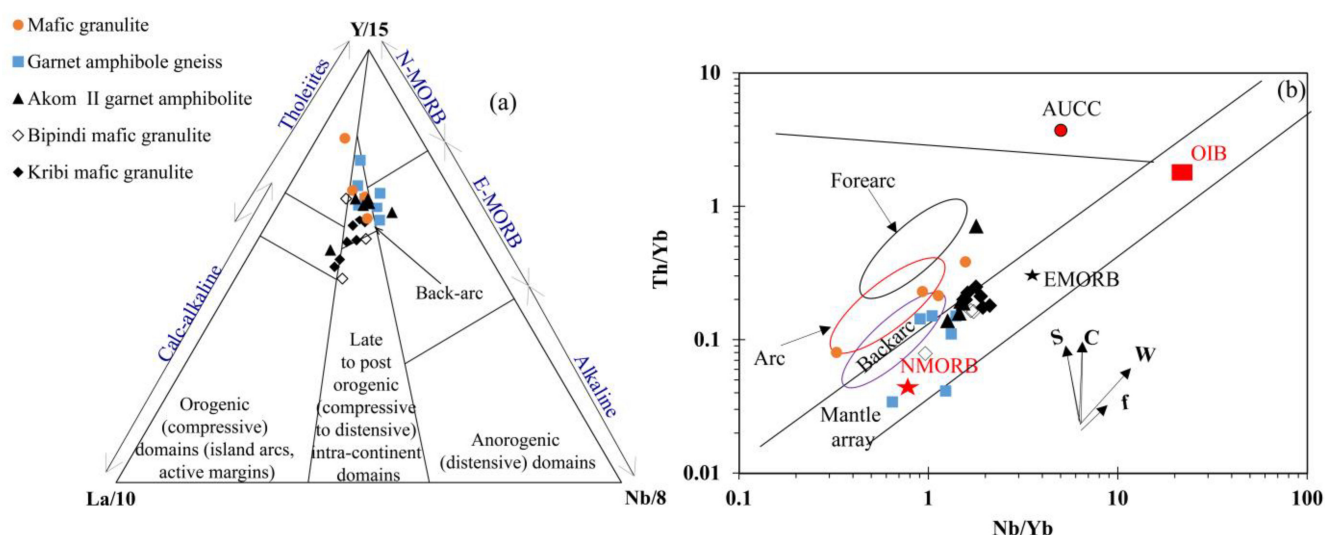 Mafic granulite
Garnet amphibole gneiss
Akom II garnet amphibolite
Bipindi mafic granulite
Kribi mafic granulite
Y/15
(a)
Tholeiites
Calc-alkaline
N-MORB
E-MORB
Alkaline
Back-arc
Orogenic
(compressive)
domains (island arcs,
active margins)
Late
to post
orogenic
(compressive
to distensive)
intra-continent
domains
Anorogenic
(distensive) domains
La/10
Nb/8
(b)
10
1
0.1
0.01
Th/Yb
AUCC
OIB
Forearc
EMORB
Arc
Backarc
NMORB
Mantle
array
S
C
W
f
0.1
1
10
100
Nb/Yb